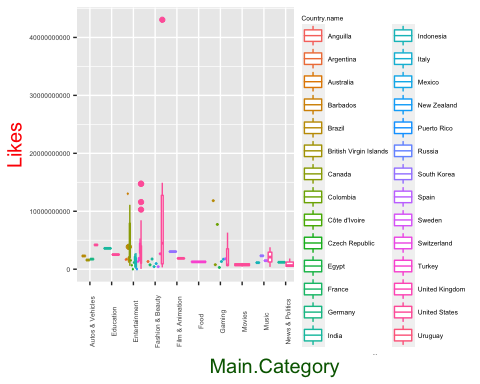 Likes
40000000000
30000000000
20000000000
10000000000
0
Autos & Vehicles
Education
Entertainment
Fashion & Beauty
Film & Animation
Food
Gaming
Movies
Music
News & Politics
Main.Category
Country.name
Anguilla
Argentina
Australia
Barbados
Brazil
British Virgin Islands
Canada
Colombia
Côte d'Ivoire
Czech Republic
Egypt
France
Germany
India
Indonesia
Italy
Mexico
New Zealand
Puerto Rico
Russia
South Korea
Spain
Sweden
Switzerland
Turkey
United Kingdom
United States
Uruguay